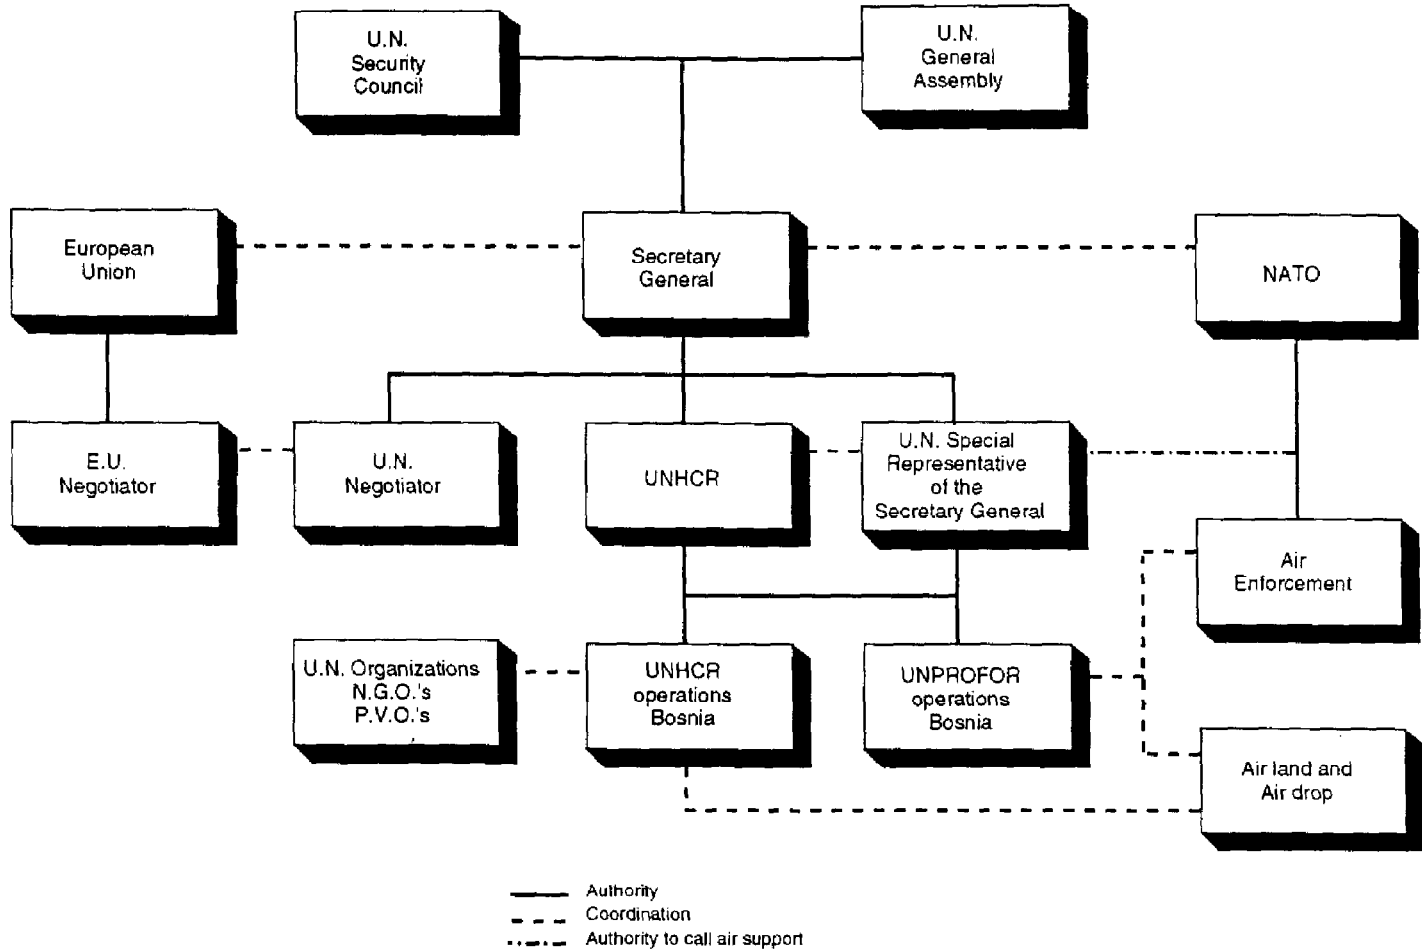 U.N.
Security
Council
U.N.
General
Assembly
European
Union
Secretary
General
NATO
E.U.
Negotiator
U.N.
Negotiator
UNHCR
U.N. Special
Representative
of the
Secretary General
Air
Enforcement
U.N. Organizations
N.G.O.'s
P.V.O.'s
UNHCR
operations
Bosnia
UNPROFOR
operations
Bosnia
Air land and
Air drop
Authority
Coordination
Authority to call air support